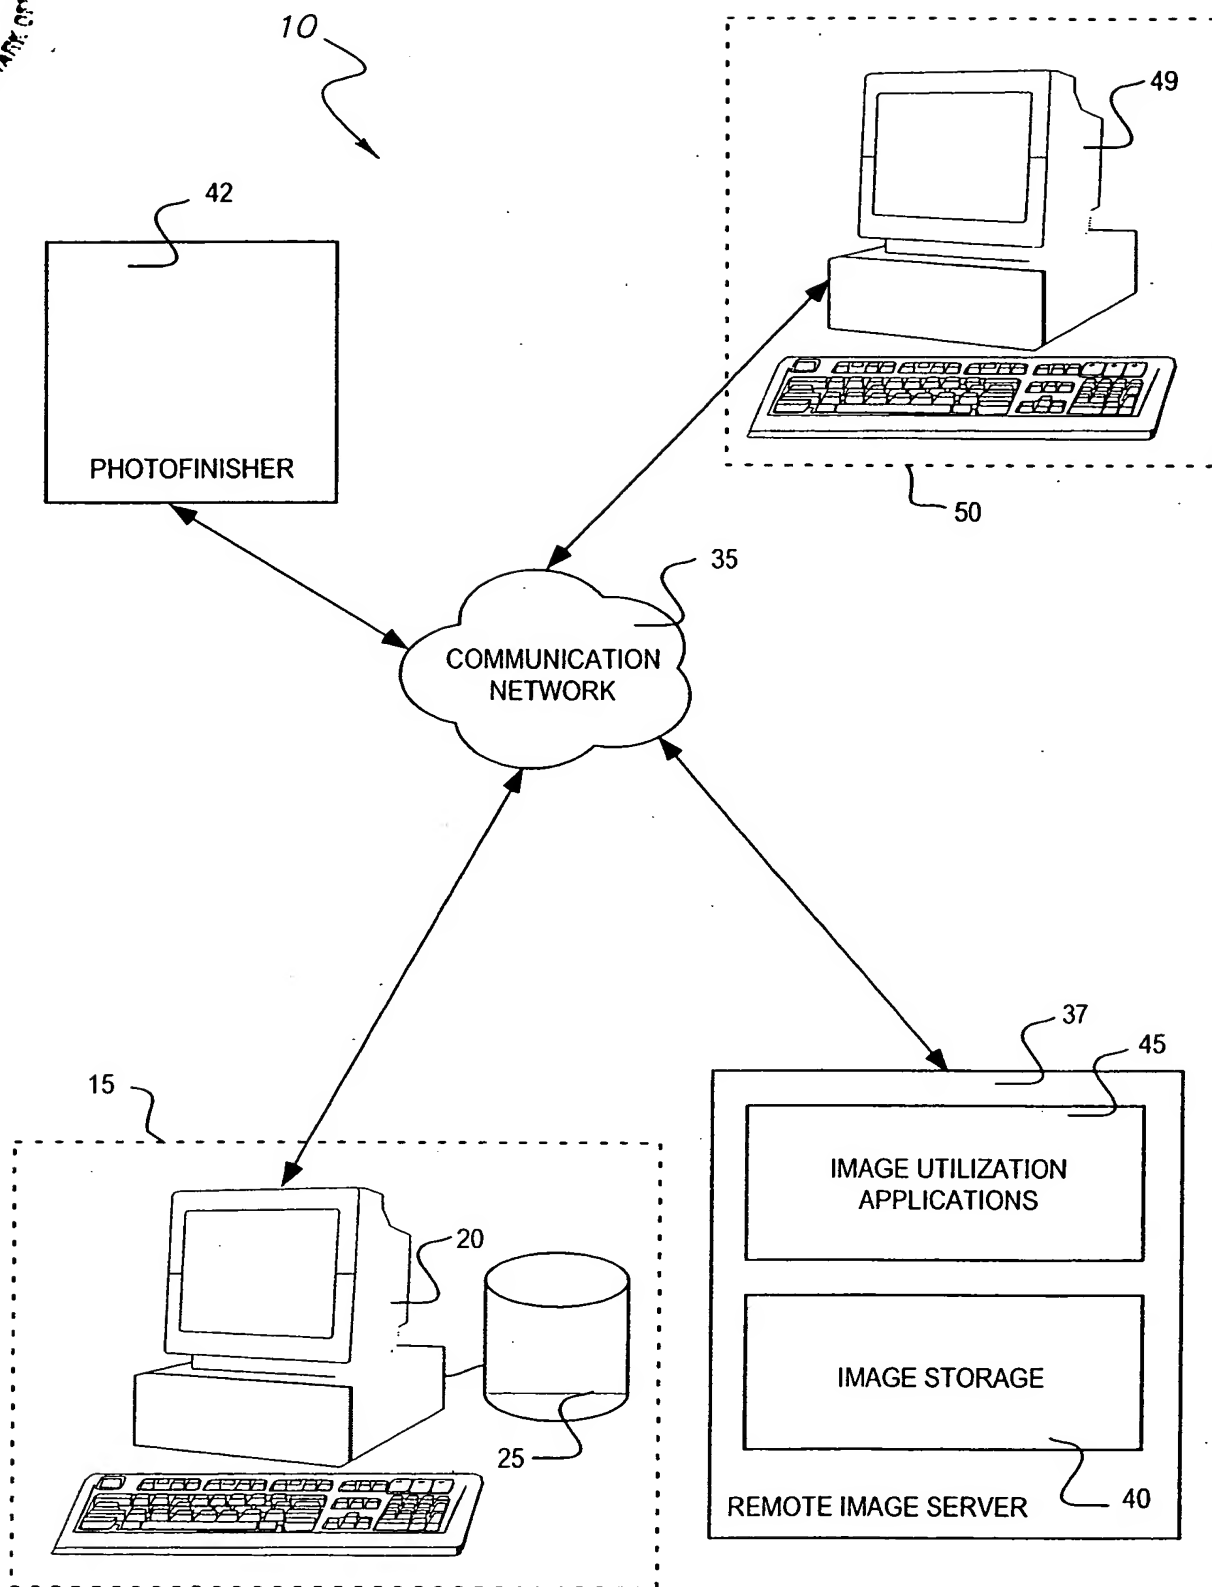 10
49
42
PHOTOFINISHER
50
35
COMMUNICATION
NETWORK
37
45
15
IMAGE UTILIZATION
APPLICATIONS
20
IMAGE STORAGE
25
40
REMOTE IMAGE SERVER